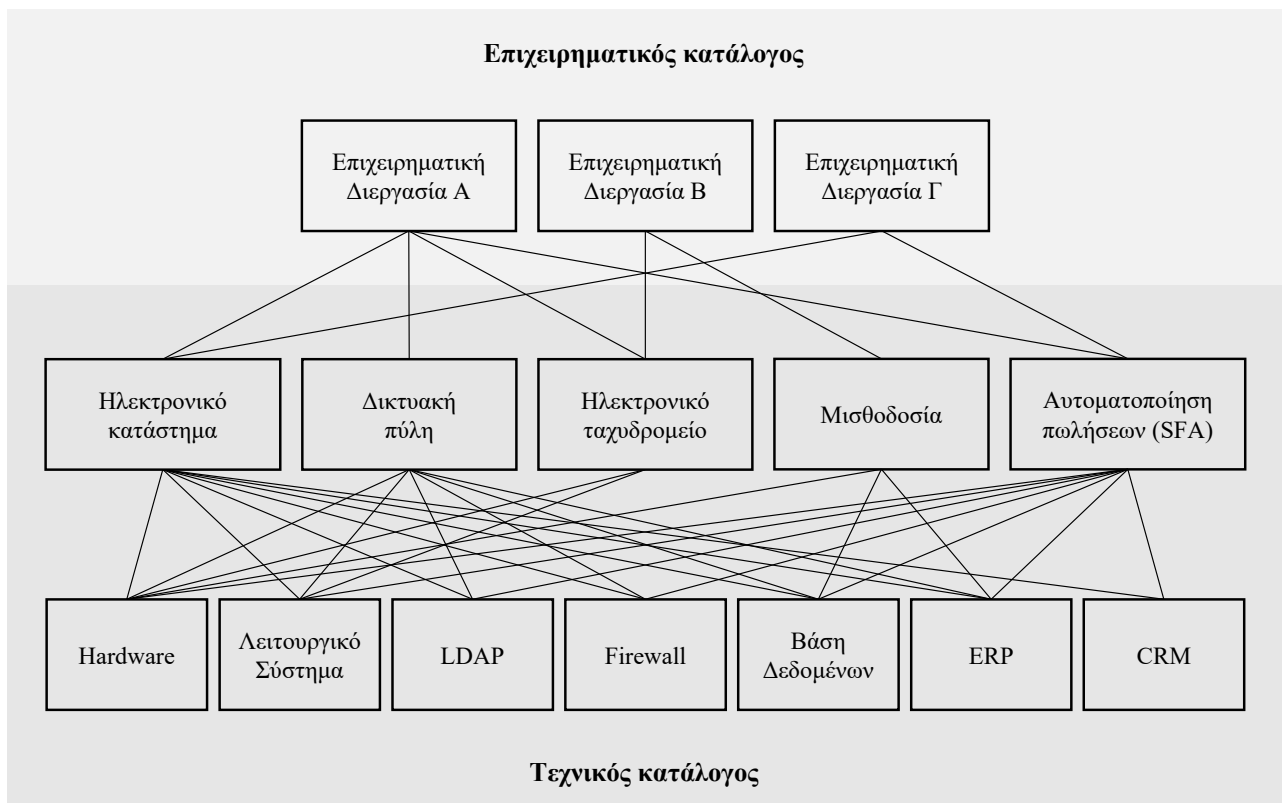 Επιχειρηματικός κατάλογος
Επιχειρηματική
Διεργασία Α
Επιχειρηματική
Διεργασία Β
Επιχειρηματική
Διεργασία Γ
Ηλεκτρονικό
κατάστημα
Δικτυακή
πύλη
Ηλεκτρονικό
ταχυδρομείο
Μισθοδοσία
Αυτοματοποίηση
πωλήσεων (SFA)
Hardware
Λειτουργικό
Σύστημα
LDAP
Firewall
Βάση
Δεδομένων
ERP
CRM
Τεχνικός κατάλογος